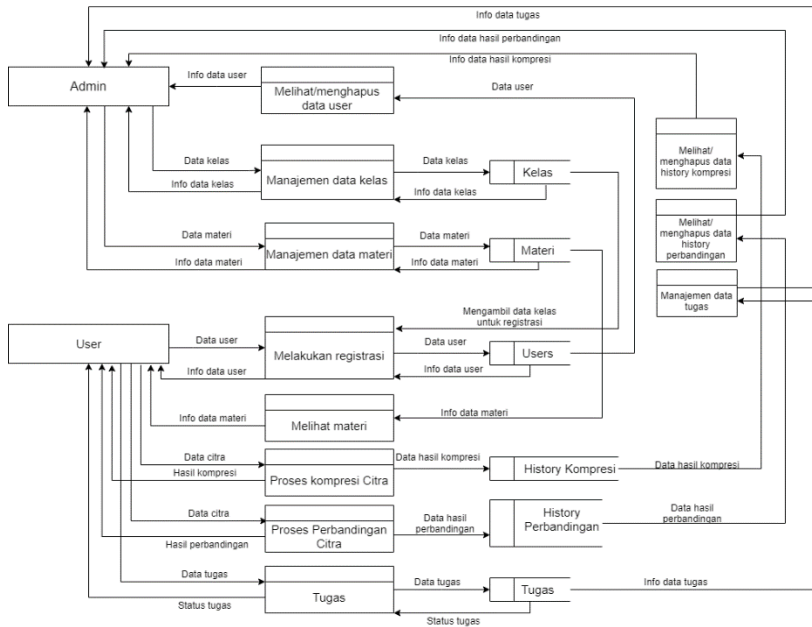 Info data tugas
Info data hasil perbandingan
Info data hasil kompresi
Admin
Info data user
Melihat/menghapus
data user
Data user
Data kelas
Info data kelas
Manajemen data kelas
Data kelas
Info data kelas
Kelas
Melihat/
menghapus data
history kompresi
Data materi
Info data materi
Manajemen data materi
Data materi
Info data materi
Materi
Melihat/
menghapus data
history
perbandingan
Manajemen data
tugas
Mengambil data kelas
untuk registrasi
User
Data user
Info data user
Melakukan registrasi
Data user
Info data user
Users
Info data materi
Melihat materi
Info data materi
Data citra
Hasil kompresi
Proses kompresi Citra
Data hasil kompresi
History Kompresi
Data hasil kompresi
Data citra
Hasil perbandingan
Proses Perbandingan
Citra
Data hasil
perbandingan
History
Perbandingan
Data hasil
perbandingan
Data tugas
Status tugas
Tugas
Data tugas
Status tugas
Tugas
Info data tugas